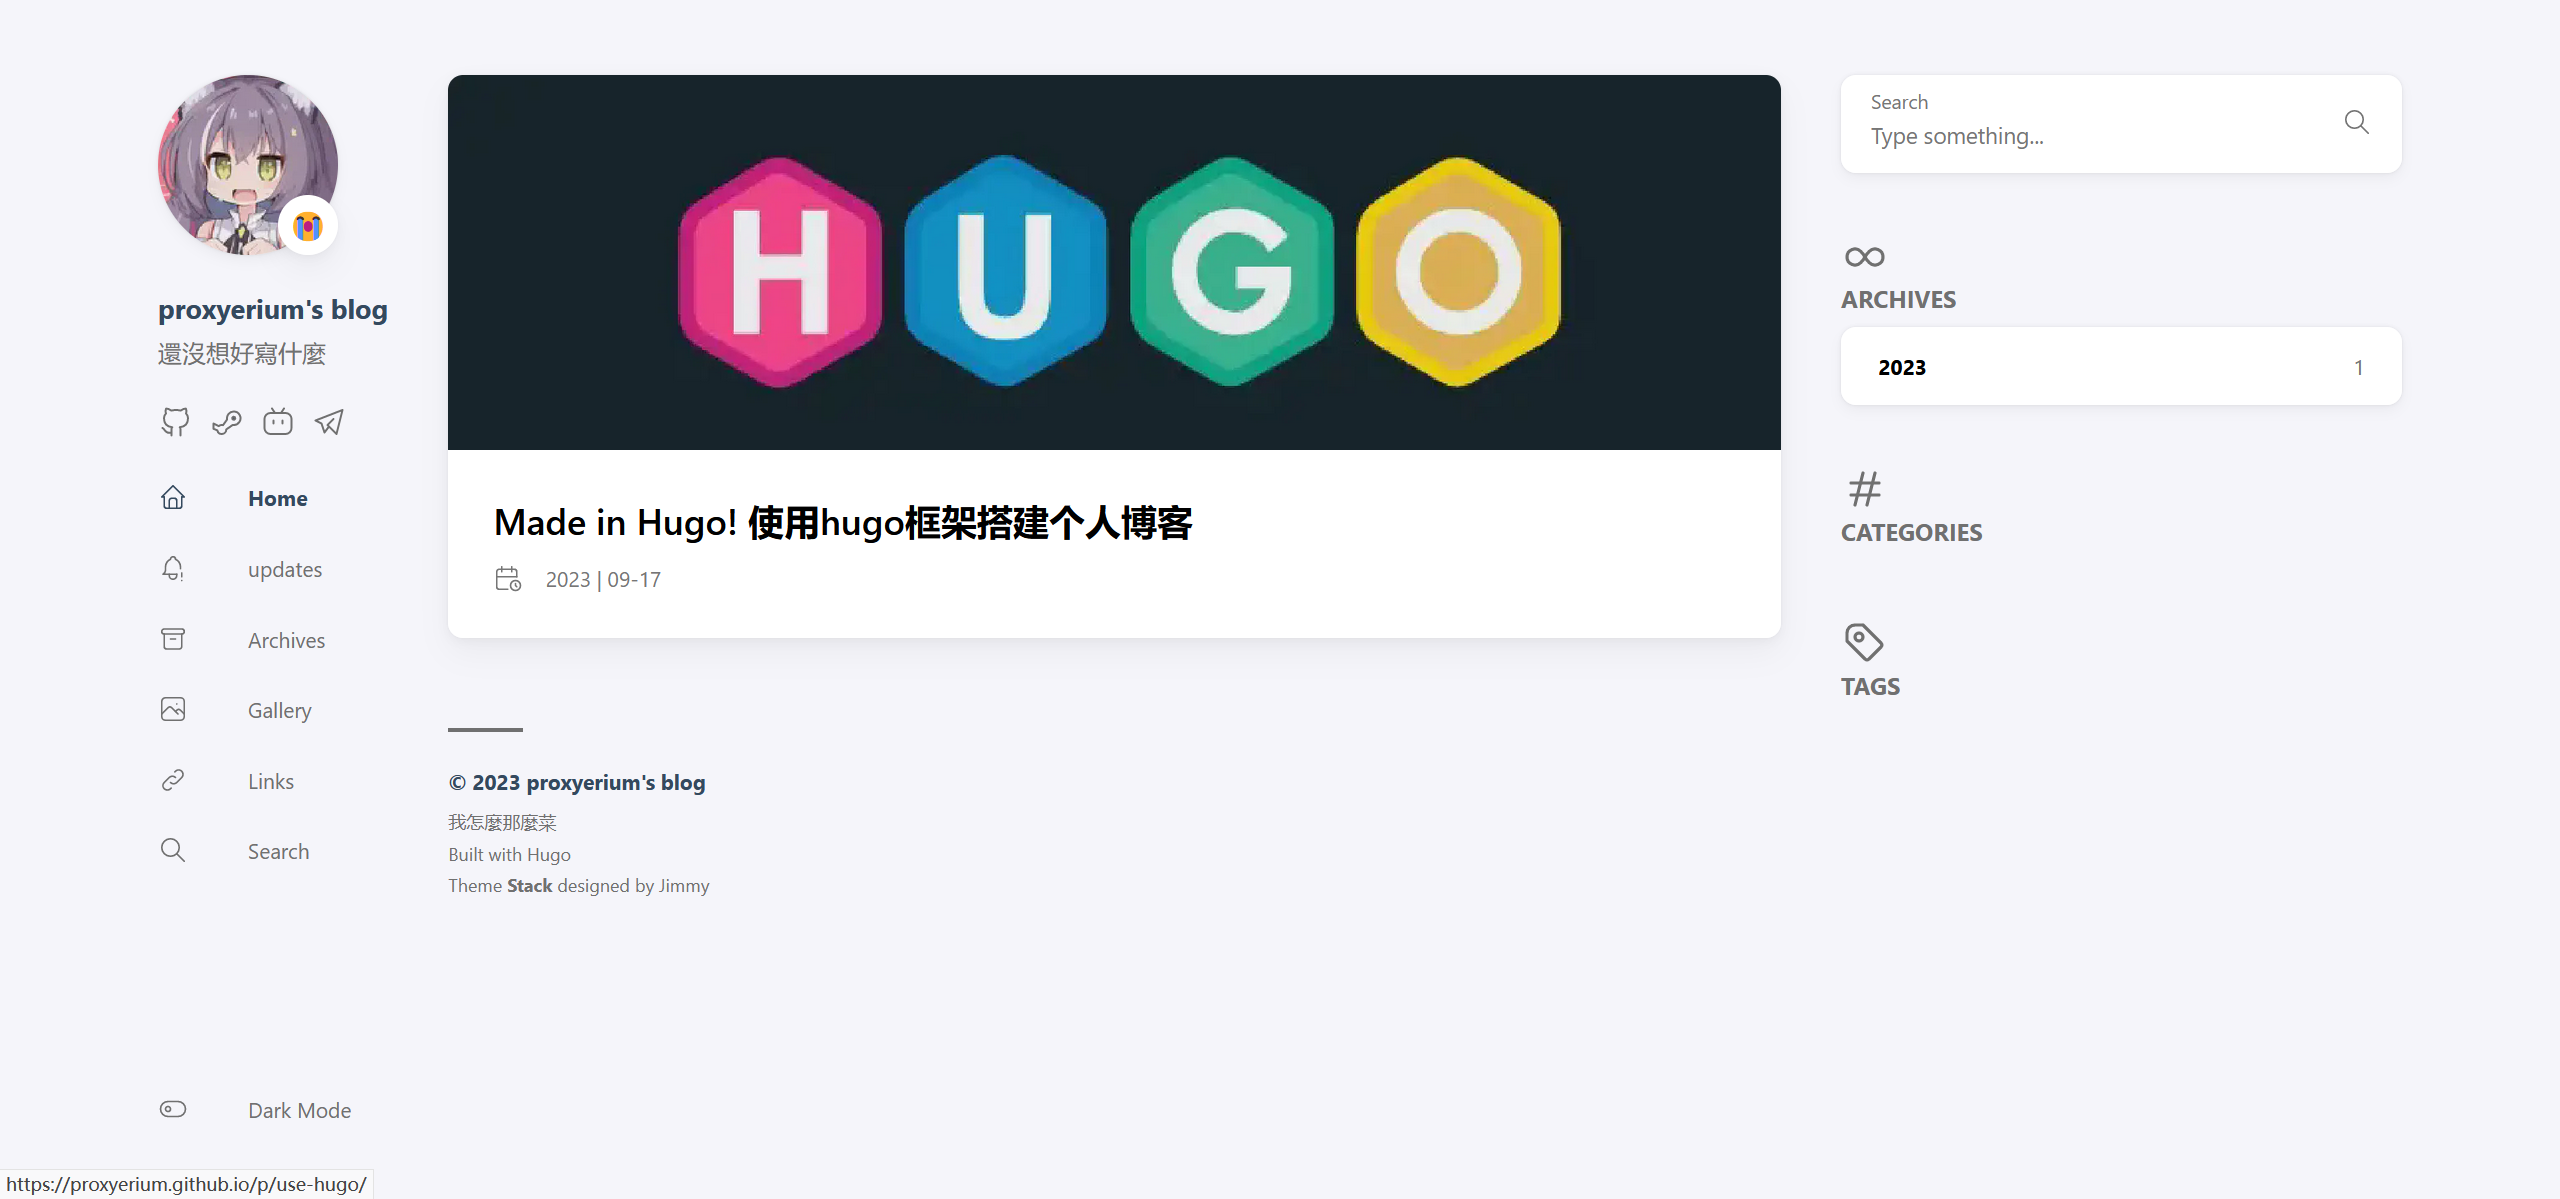 proxyerium's blog
還沒想好寫什麼
Home
updates
Archives
Gallery
Links
Search
Dark Mode
HUGO
Made in Hugo! 使用hugo框架搭建个人博客
2023 | 09-17
© 2023 proxyerium's blog
我怎麼那麼菜
Built with Hugo
Theme Stack designed by Jimmy
Search
Type something...
ARCHIVES
2023 1
CATEGORIES
TAGS
https://proxyerium.github.io/p/use-hugo/